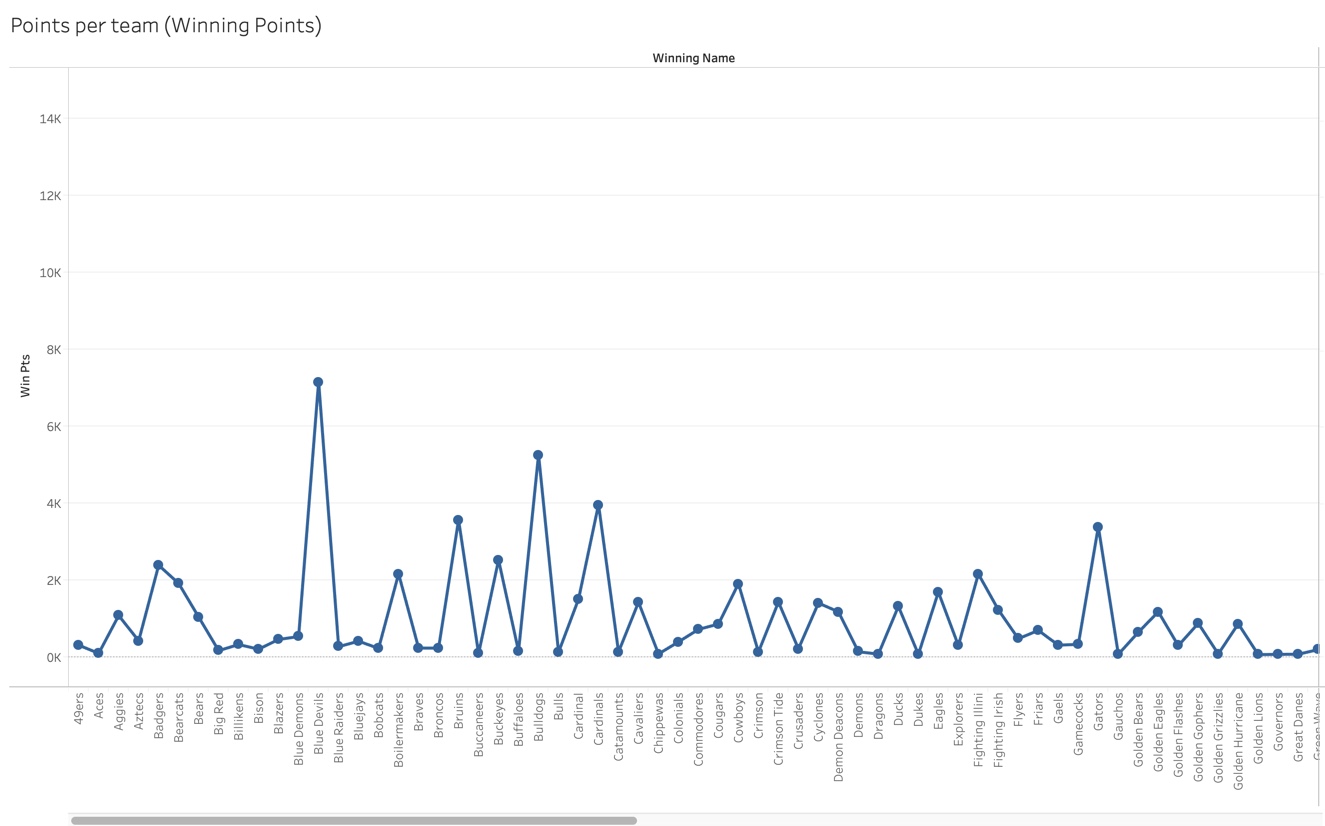 Points per team (Winning Points)
Winning Name
14K
12K
10K
8K
6K
4K
2K
0K
Win Pts
49ers
Aces
Aggies
Aztecs
Badgers
Bearcats
Bears
Big Red
Billikens
Bison
Blazers
Blue Demons
Blue Devils
Blue Raiders
Bluejays
Bobcats
Boilermakers
Braves
Broncos
Bruins
Buccaneers
Buckeyes
Buffaloes
Bulldogs
Bulls
Cardinal
Cardinals
Catamounts
Cavaliers
Chippewas
Colonials
Commodores
Cougars
Cowboys
Crimson
Crimson Tide
Crusaders
Cyclones
Demon Deacons
Demons
Dragons
Ducks
Dukes
Eagles
Explorers
Fighting Illini
Fighting Irish
Flyers
Friars
Gaels
Gamecocks
Gators
Gauchos
Golden Bears
Golden Eagles
Golden Flashes
Golden Gophers
Golden Grizzlies
Golden Hurricane
Golden Lions
Governors
Great Danes